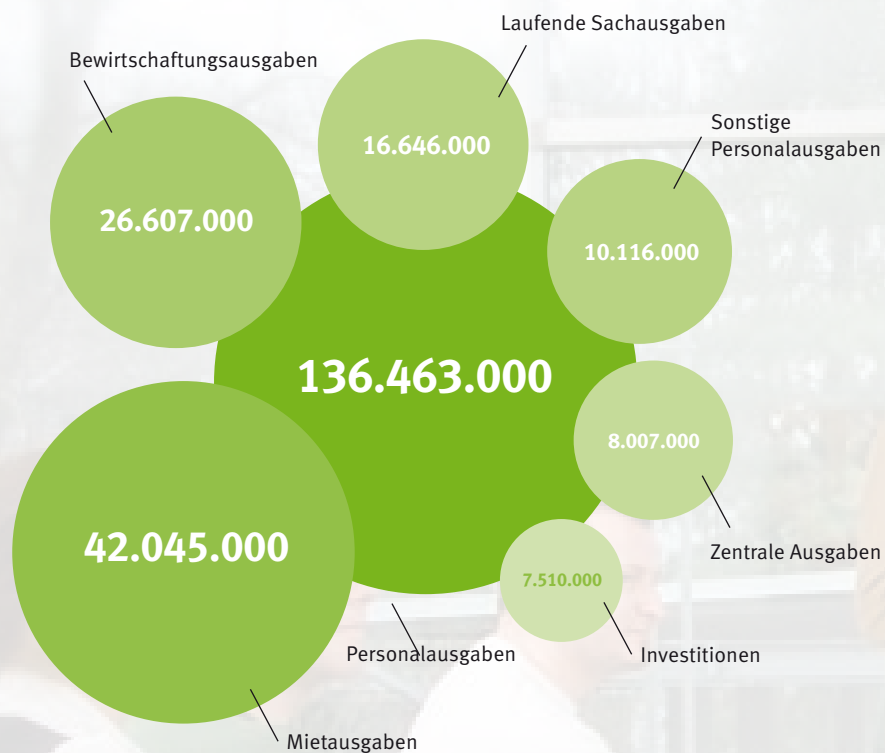 Laufende Sachausgaben
Bewirtschaftungsausgaben
Sonstige
Personalausgaben
16.646.000
26.607.000
10.116.000
136.463.000
8.007.000
42.045.000
Zentrale Ausgaben
7.510.000
Personalausgaben
Investitionen
Mietausgaben